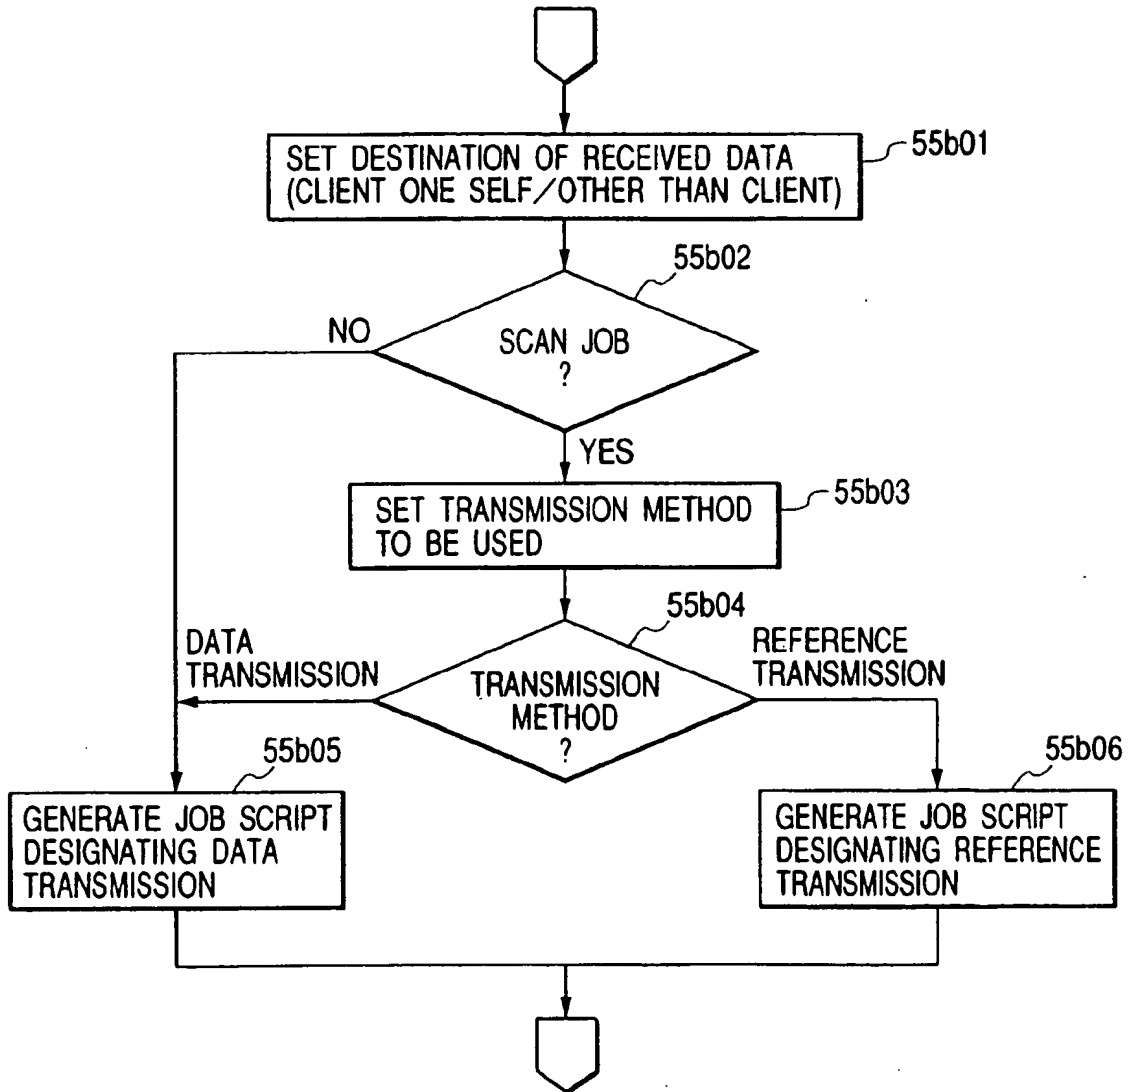 55b01
SET DESTINATION OF RECEIVED DATA
(CLIENT ONE SELF/OTHER THAN CLIENT)
55b02
NO
SCAN JOB
?
YES
55b03
SET TRANSMISSION METHOD
TO BE USED
55b04
DATA
TRANSMISSION
REFERENCE
TRANSMISSION
TRANSMISSION
METHOD
?
55b05
GENERATE JOB SCRIPT
DESIGNATING DATA
TRANSMISSION
55b06
GENERATE JOB SCRIPT
DESIGNATING REFERENCE
TRANSMISSION